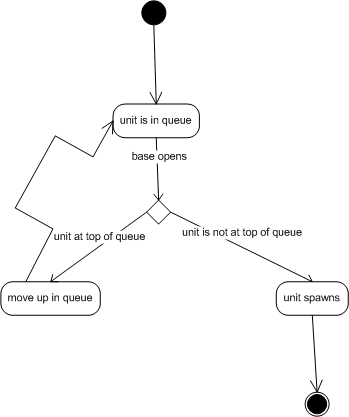 unit is in queue
base opens
unit at top of queue
unit is not at top of queue
move up in queue
unit spawns